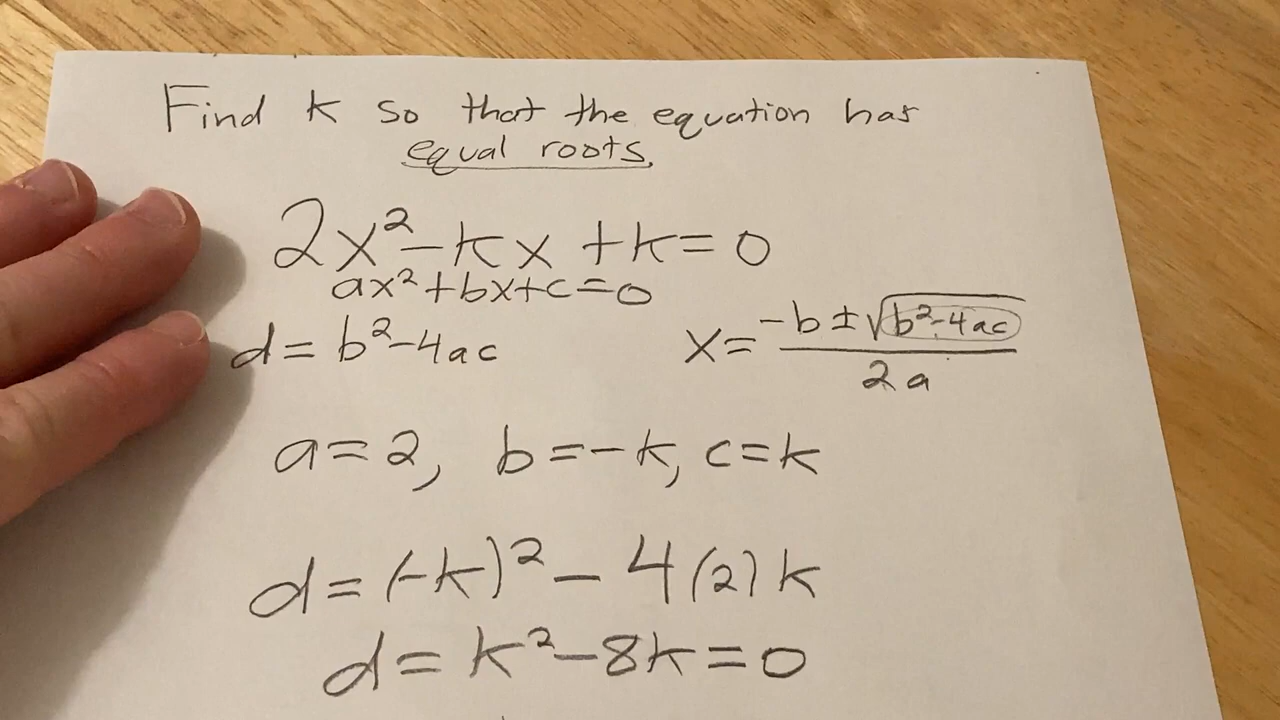 Find k so that the equation has
equal roots.
2x²-kx+k=0
ax²+bx+c=0
d=b²-4ac
x=(-b±√(b²-4ac))/(2a)
a=2, b=-k, c=k
d=(-k)²-4(2)k
d=k²-8k=0